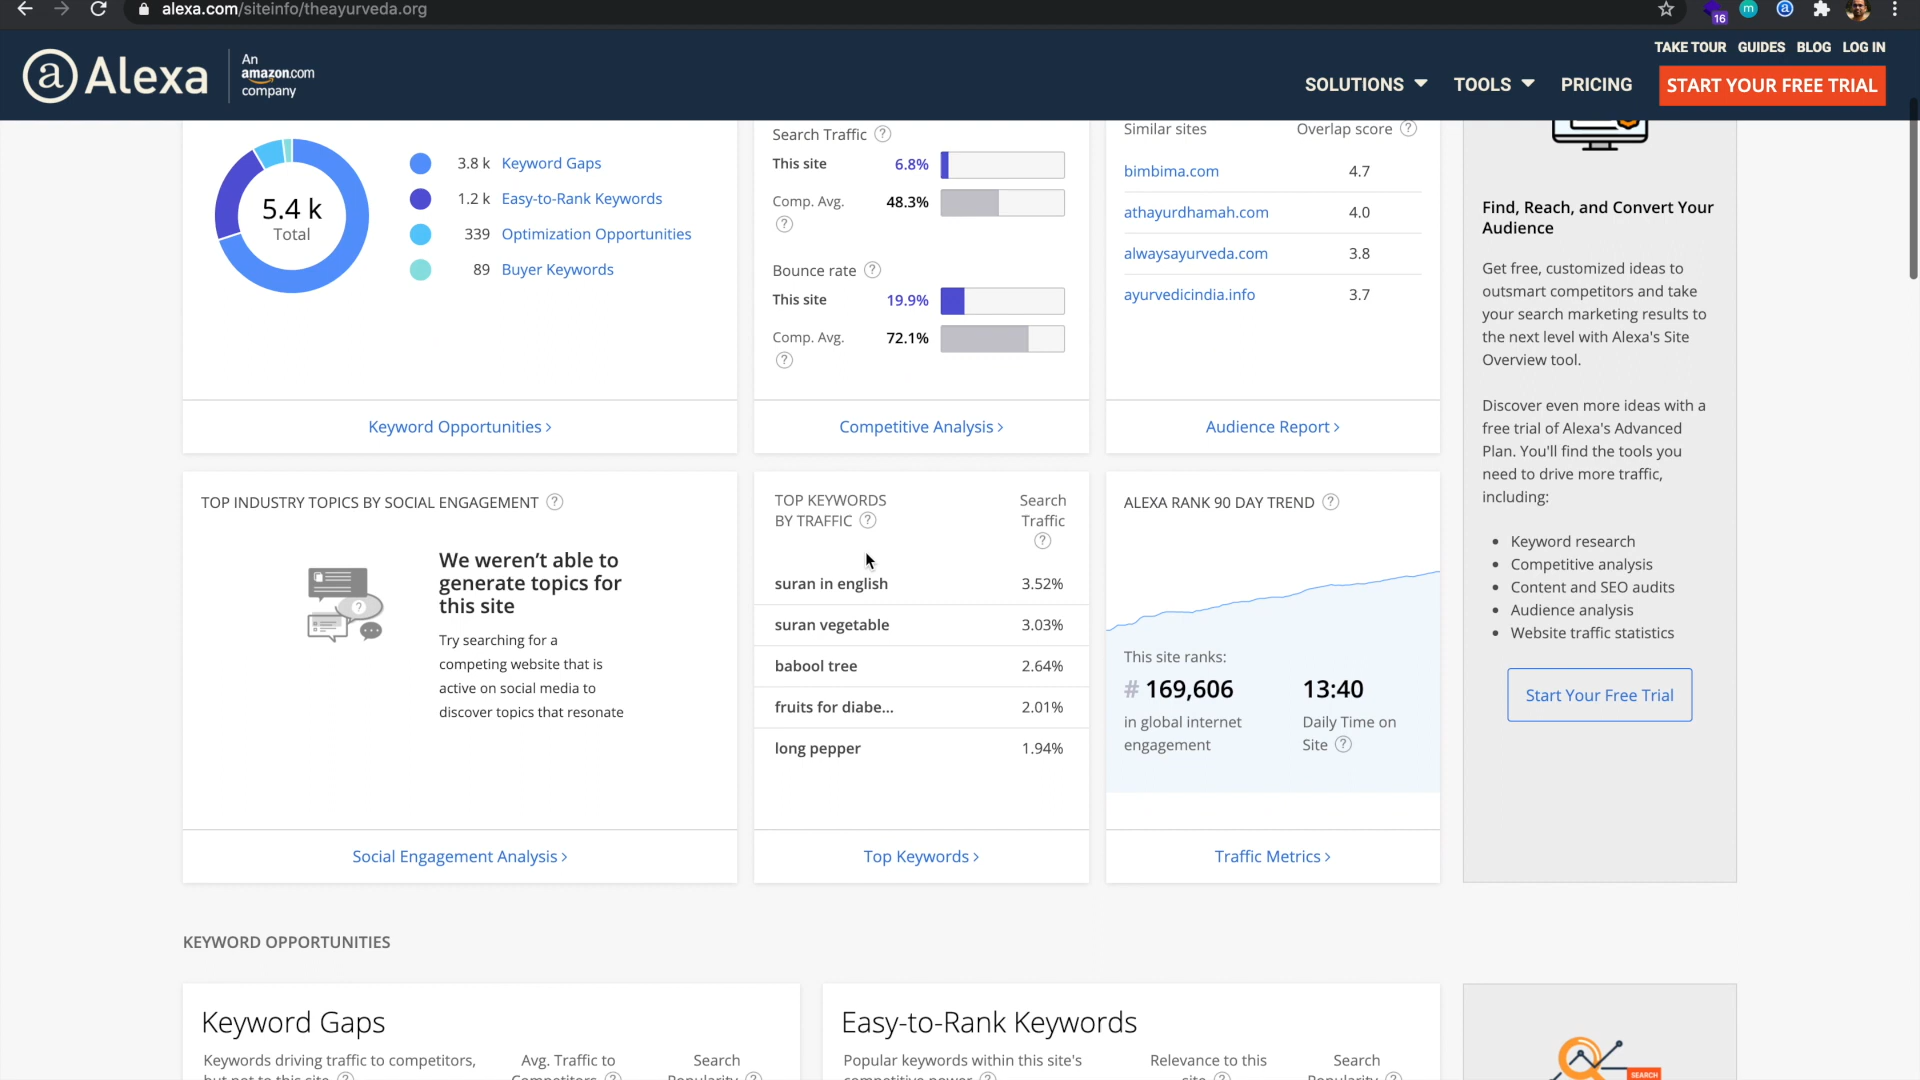 alexa.com/siteinfo/theayurveda.org
16
m
a
TAKE TOUR GUIDES BLOG LOG IN
a Alexa
An
amazon.com
company
SOLUTIONS TOOLS PRICING START YOUR FREE TRIAL
5.4 k
Total
3.8 k Keyword Gaps
1.2 k Easy-to-Rank Keywords
339 Optimization Opportunities
89 Buyer Keywords
Keyword Opportunities >
Search Traffic ?
This site 6.8%
Comp. Avg. 48.3%
?
Bounce rate ?
This site 19.9%
Comp. Avg. 72.1%
?
Competitive Analysis >
Similar sites Overlap score ?
bimbima.com 4.7
athayurdhamah.com 4.0
alwaysayurveda.com 3.8
ayurvedicindia.info 3.7
Audience Report >
Find, Reach, and Convert Your
Audience
Get free, customized ideas to
outsmart competitors and take
your search marketing results to
the next level with Alexa's Site
Overview tool.
Discover even more ideas with a
free trial of Alexa's Advanced
Plan. You'll find the tools you
need to drive more traffic,
including:
• Keyword research
• Competitive analysis
• Content and SEO audits
• Audience analysis
• Website traffic statistics
Start Your Free Trial
TOP INDUSTRY TOPICS BY SOCIAL ENGAGEMENT ?
?
We weren't able to
generate topics for
this site
Try searching for a
competing website that is
active on social media to
discover topics that resonate
Social Engagement Analysis >
TOP KEYWORDS
BY TRAFFIC ?
Search
Traffic
?
suran in english 3.52%
suran vegetable 3.03%
babool tree 2.64%
fruits for diabe... 2.01%
long pepper 1.94%
Top Keywords >
ALEXA RANK 90 DAY TREND ?
This site ranks:
# 169,606
in global internet
engagement
13:40
Daily Time on
Site ?
Traffic Metrics >
KEYWORD OPPORTUNITIES
Keyword Gaps
Keywords driving traffic to competitors,
but not to this site ?
Avg. Traffic to
Competitors ?
Search
Popularity ?
Easy-to-Rank Keywords
Popular keywords within this site's
competitive power ?
Relevance to this
site ?
Search
Popularity ?
SEARCH